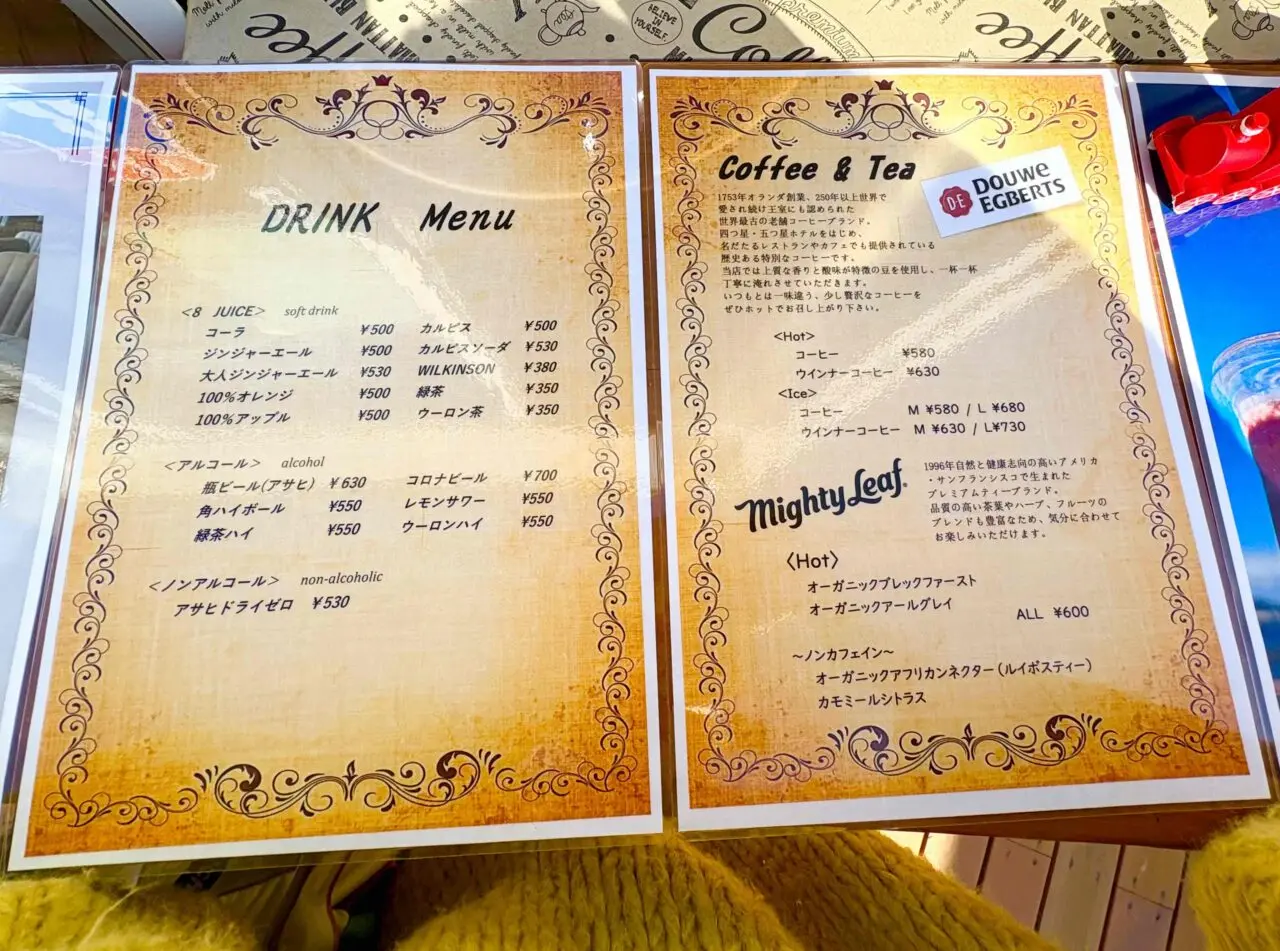 BELIEVE
IN
YOURSELF
DRINK Menu
<8 JUICE> soft drink
コーラ ¥500 カルピス ¥500
ジンジャーエール ¥500 カルピスソーダ ¥530
大人ジンジャーエール ¥530 WILKINSON ¥380
100%オレンジ ¥500 緑茶 ¥350
100%アップル ¥500 ウーロン茶 ¥350
<アルコール> alcohol
瓶ビール(アサヒ) ¥630 コロナビール ¥700
角ハイボール ¥550 レモンサワー ¥550
緑茶ハイ ¥550 ウーロンハイ ¥550
<ノンアルコール> non-alcoholic
アサヒドライゼロ ¥530
Coffee & Tea
D·E DOUWE
EGBERTS
1753年オランダ創業、250年以上世界で
愛され続け王室にも認められた
世界最古の老舗コーヒーブランド。
四つ星・五つ星ホテルをはじめ、
名だたるレストランやカフェでも提供されている
歴史ある特別なコーヒーです。
当店では上質な香りと酸味が特徴の豆を使用し、一杯一杯
丁寧に淹れさせていただきます。
いつもとは一味違う、少し贅沢なコーヒーを
ぜひホットでお召し上がり下さい。
<Hot>
コーヒー ¥580
ウインナーコーヒー ¥630
<Ice>
コーヒー M ¥580 / L ¥680
ウインナーコーヒー M ¥630 / L¥730
Mighty Leaf
1996年自然と健康志向の高いアメリカ
・サンフランシスコで生まれた
プレミアムティーブランド。
品質の高い茶葉やハーブ、フルーツの
ブレンドも豊富なため、気分に合わせて
お楽しみいただけます。
〈Hot〉
オーガニックブレックファースト
オーガニックアールグレイ
ALL ¥600
~ノンカフェイン~
オーガニックアフリカンネクター(ルイボスティー)
カモミールシトラス